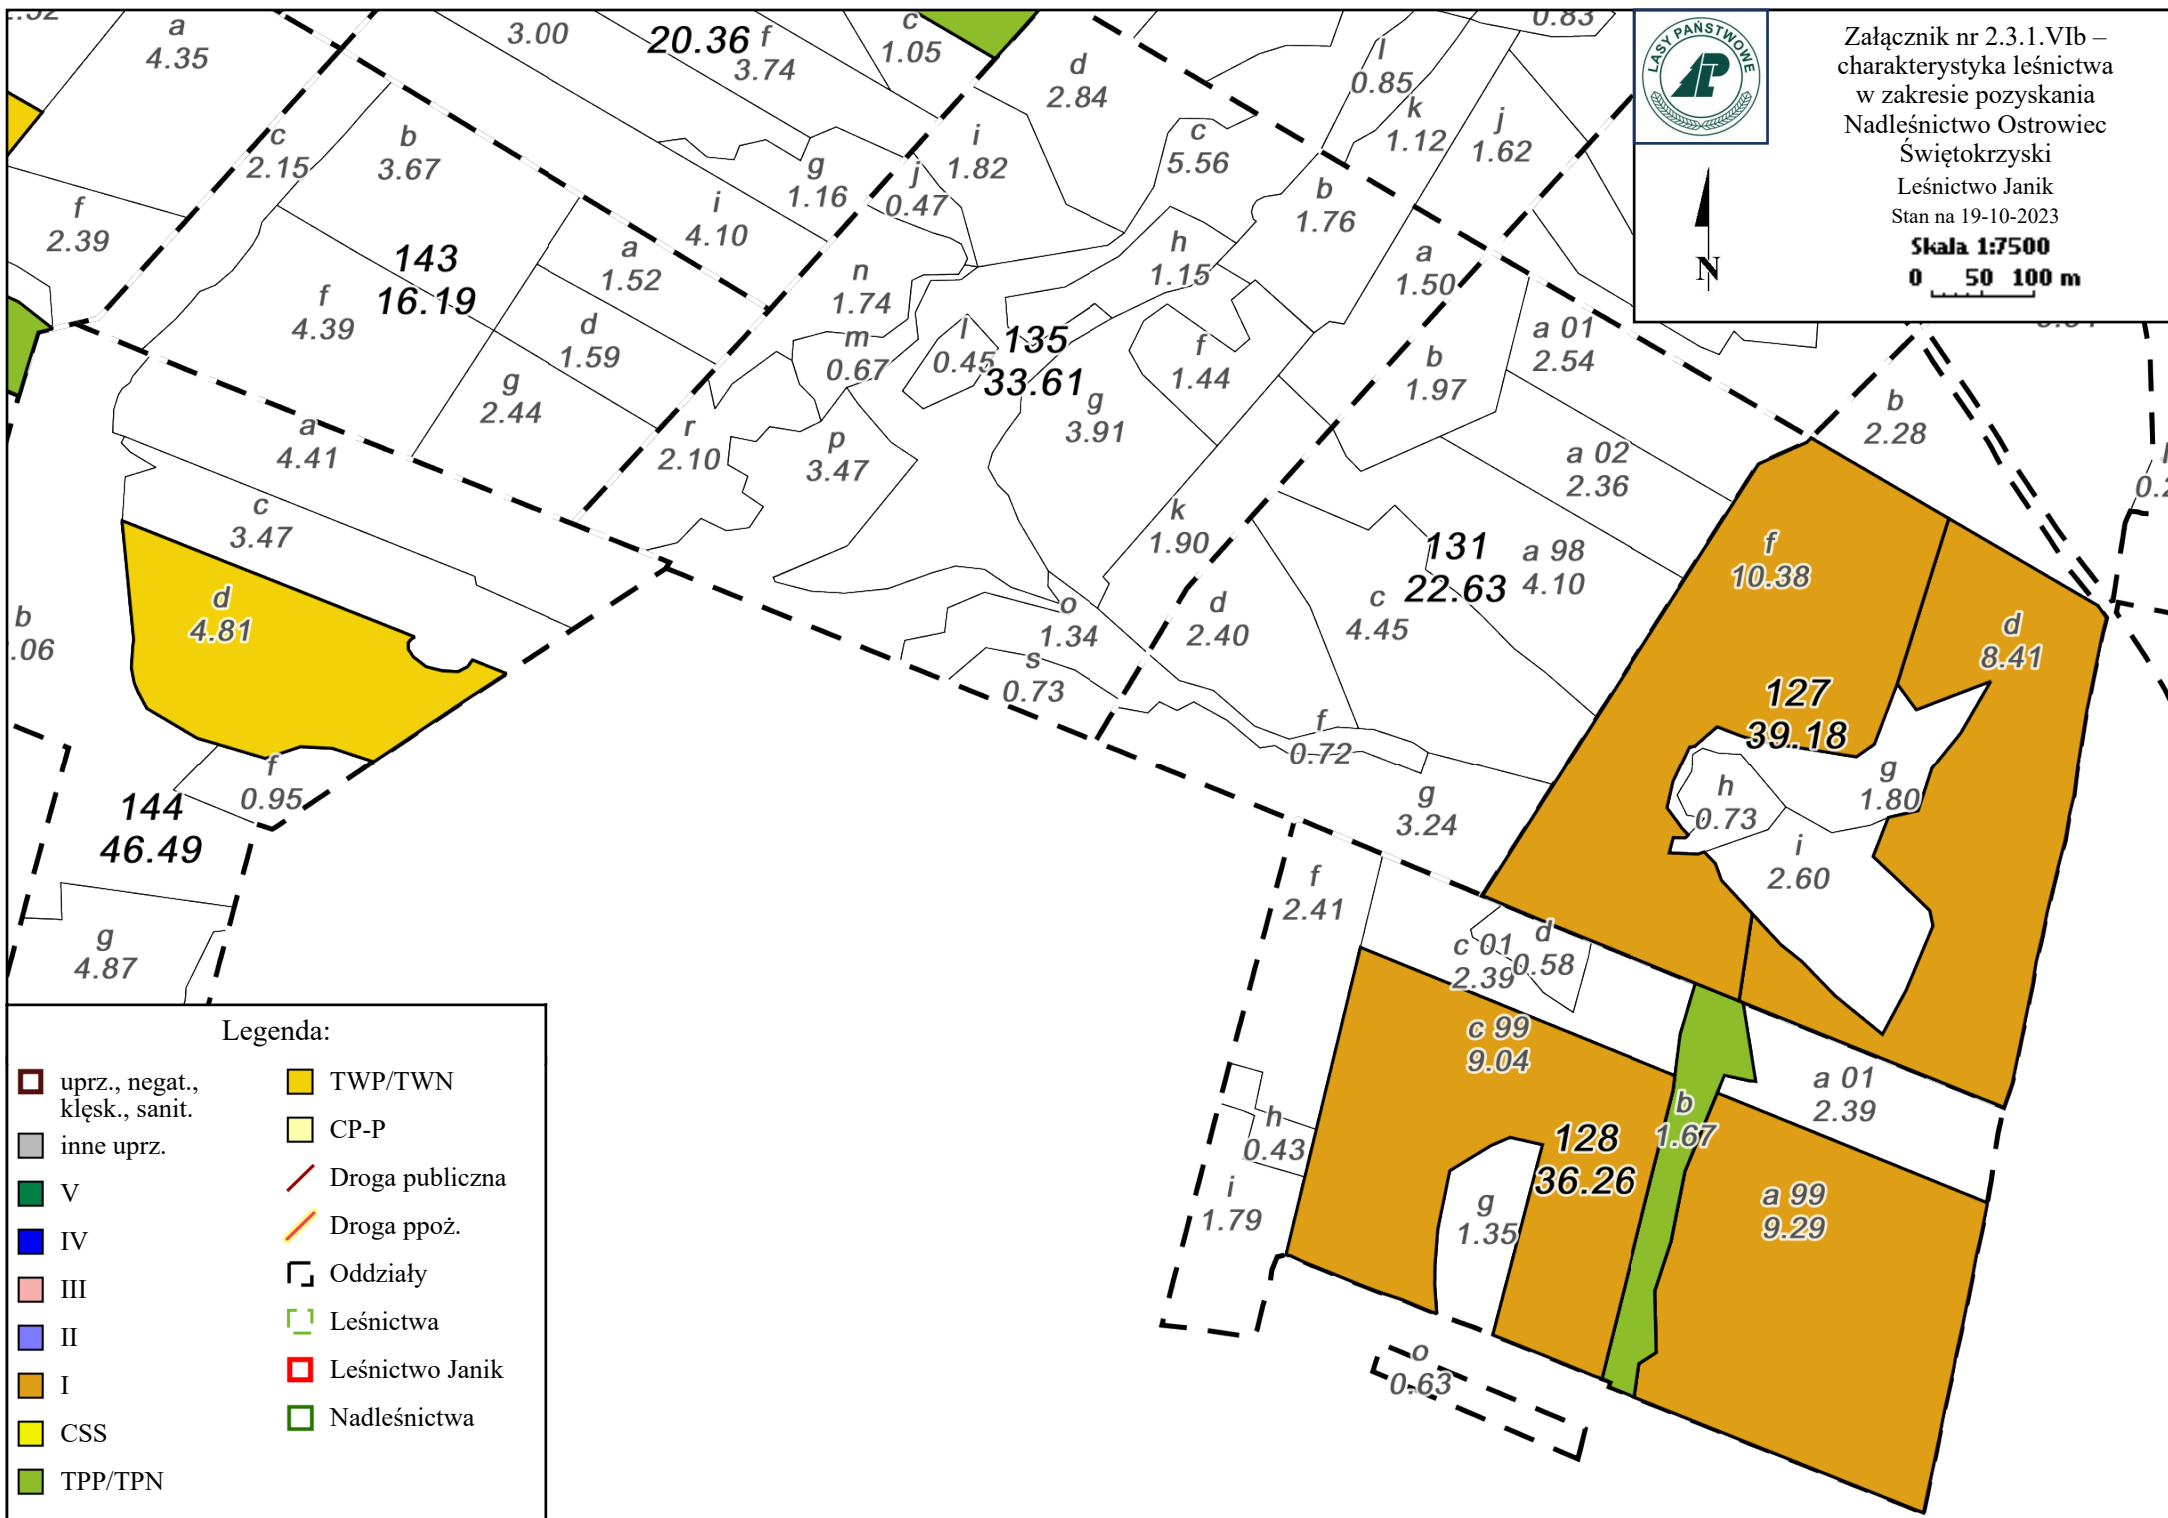 Załącznik nr 2.3.1.VIb –
charakterystyka leśnictwa
w zakresie pozyskania
Nadleśnictwo Ostrowiec
Świętokrzyski
Leśnictwo Janik
Stan na 19-10-2023
Skala 1:7500
0 50 100 m
LASY PAŃSTWOWE
N
a
4.35
3.00
20.36
f
3.74
c
1.05
d
2.84
l
0.85
0.83
k
1.12
j
1.62
c
2.15
b
3.67
f
2.39
g
1.16
i
4.10
j
0.47
i
1.82
c
5.56
b
1.76
143
16.19
a
1.52
f
4.39
d
1.59
g
2.44
n
1.74
m
0.67
l
0.45
135
33.61
h
1.15
f
1.44
g
3.91
a
1.50
b
1.97
a 01
2.54
a 02
2.36
b
2.28
a
4.41
c
3.47
r
2.10
p
3.47
k
1.90
131
22.63
a 98
4.10
c
4.45
d
2.40
f
10.38
d
8.41
127
39.18
d
4.81
b
.06
o
1.34
s
0.73
f
0.72
g
3.24
h
0.73
g
1.80
i
2.60
f
0.95
144
46.49
g
4.87
f
2.41
c 01
2.39
d
0.58
c 99
9.04
b
1.67
a 01
2.39
128
36.26
h
0.43
i
1.79
g
1.35
a 99
9.29
o
0.63
Legenda:
uprz., negat.,
klęsk., sanit.
inne uprz.
V
IV
III
II
I
CSS
TPP/TPN
TWP/TWN
CP-P
Droga publiczna
Droga ppoż.
Oddziały
Leśnictwa
Leśnictwo Janik
Nadleśnictwa